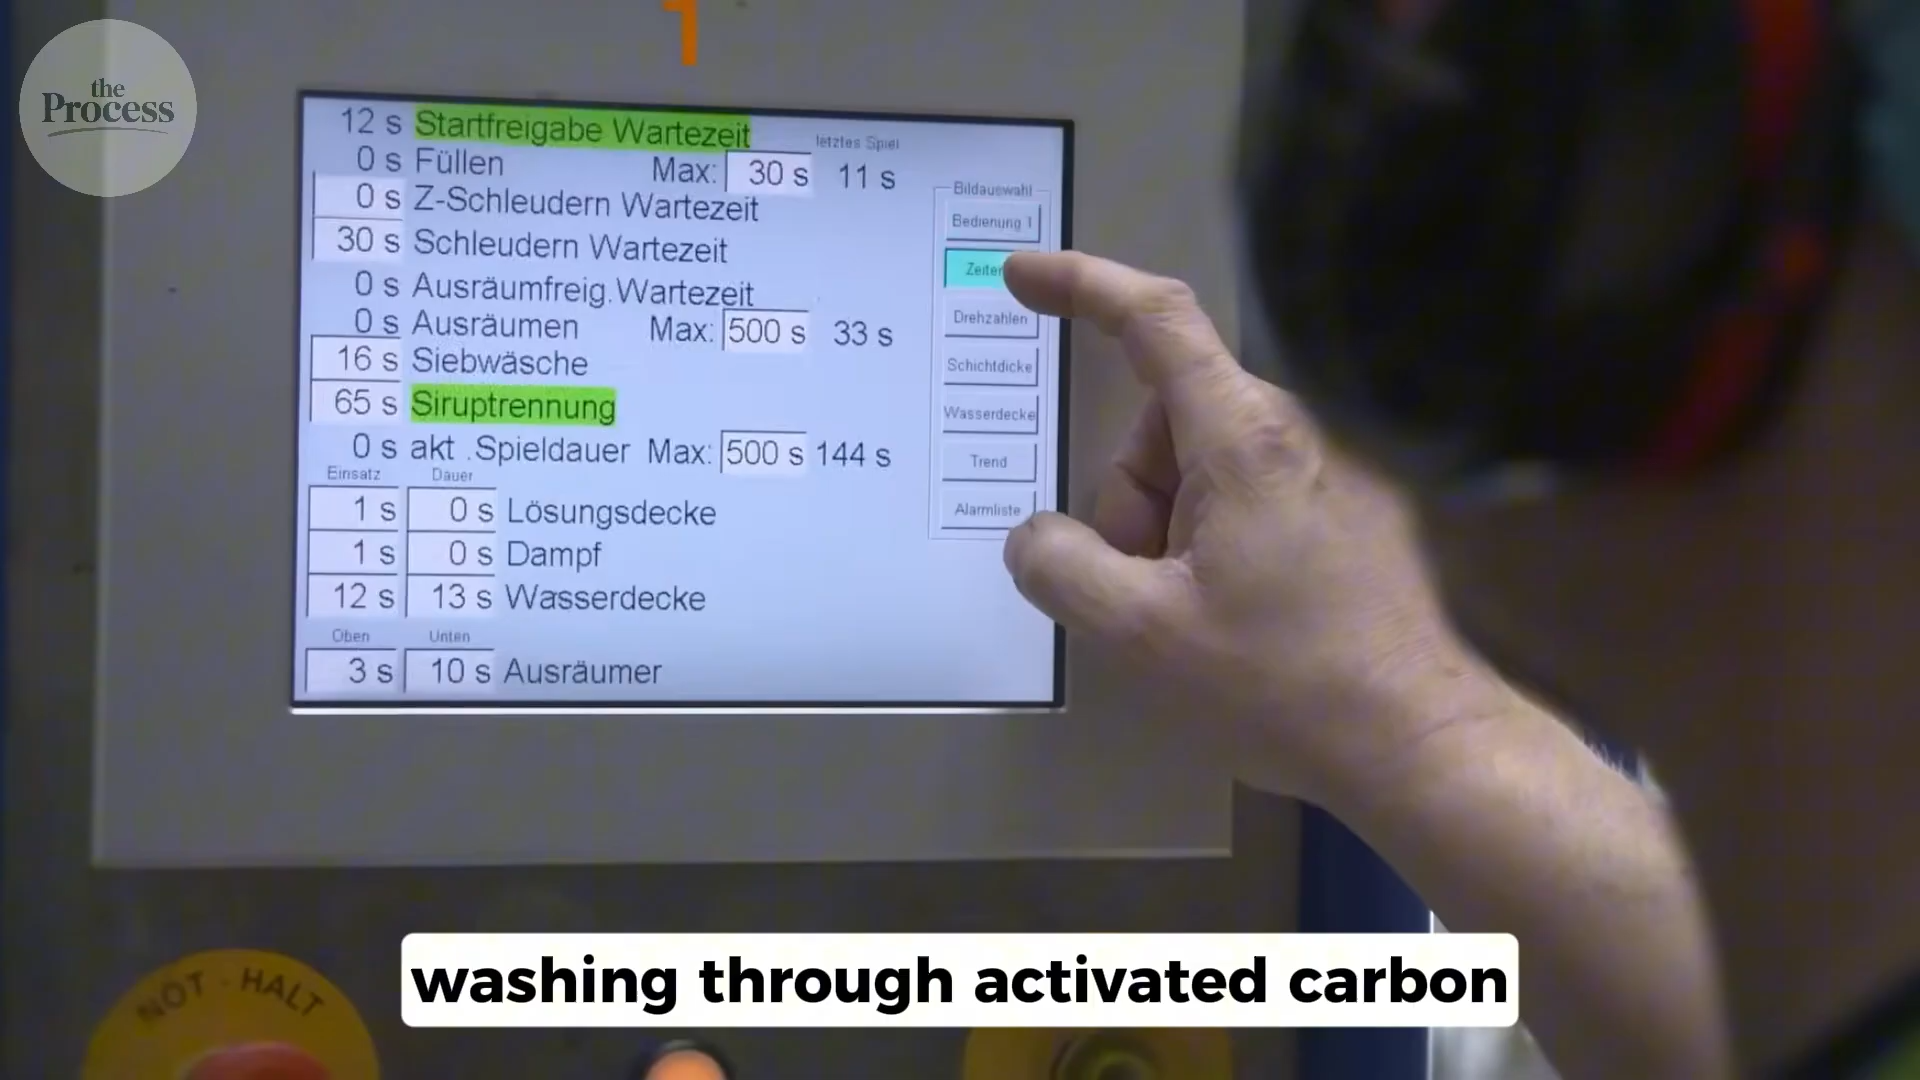 the
Process
1
12 s Startfreigabe Wartezeit letztes Spiel
0 s Füllen Max: 30 s 11 s
0 s Z-Schleudern Wartezeit
30 s Schleudern Wartezeit
0 s Ausräumfreig.Wartezeit
0 s Ausräumen Max: 500 s 33 s
16 s Siebwäsche
65 s Siruptrennung
0 s akt .Spieldauer Max: 500 s 144 s
Einsatz Dauer
1 s 0 s Lösungsdecke
1 s 0 s Dampf
12 s 13 s Wasserdecke
Oben Unten
3 s 10 s Ausräumer
Bildauswahl
Bedienung 1
Zeiten
Drehzahlen
Schichtdicke
Wasserdecke
Trend
Alarmliste
NOT - HALT
washing through activated carbon